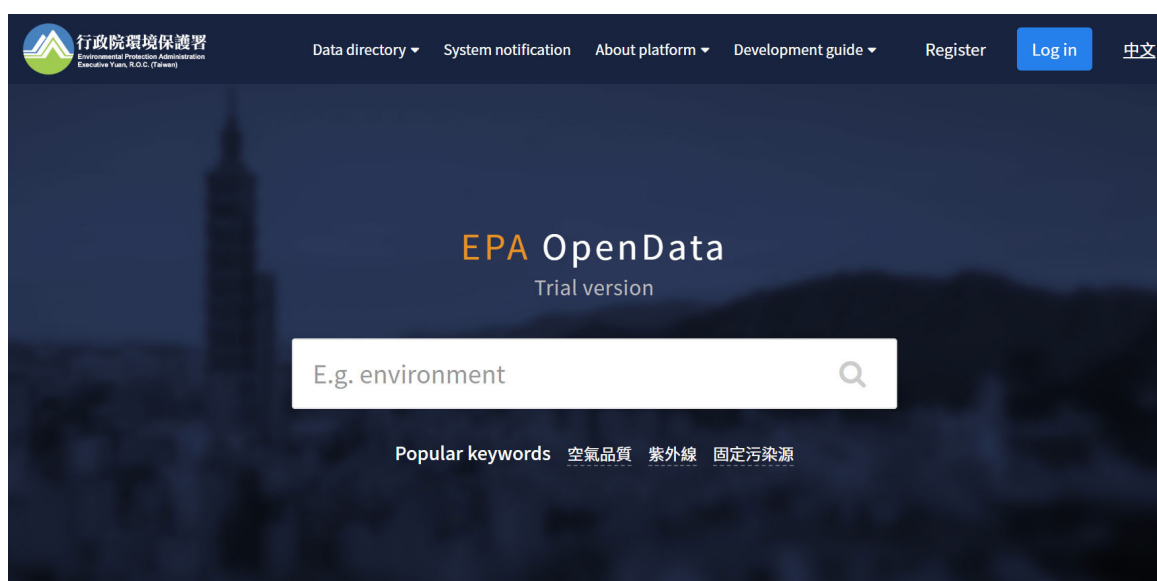 行政院環境保護署
Environmental Protection Administration
Executive Yuan, R.O.C. (Taiwan)
Data directory System notification About platform Development guide Register Log in 中文
EPA OpenData
Trial version
E.g. environment
Popular keywords 空氣品質 紫外線 固定污染源